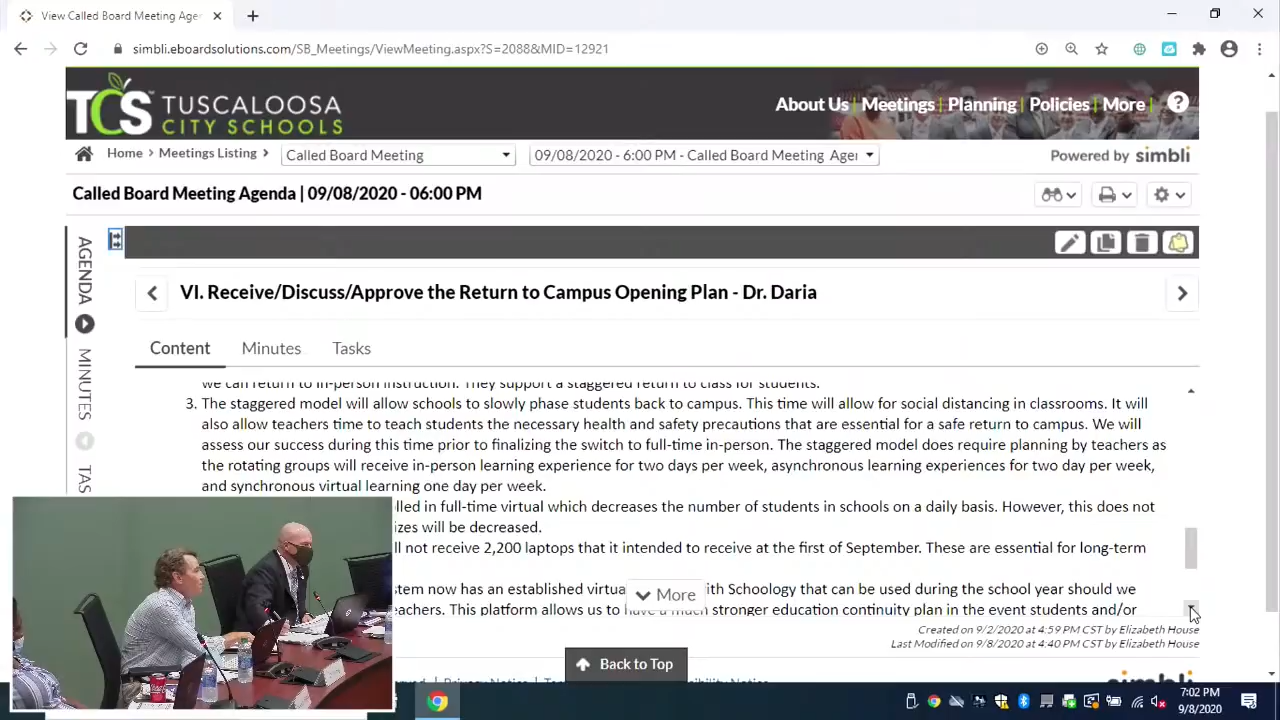 View Called Board Meeting Age
simbli.eboardsolutions.com/SB_Meetings/ViewMeeting.aspx?S=2088&MID=12921
TCS TUSCALOOSA CITY SCHOOLS
About Us | Meetings | Planning | Policies | More | ?
Home > Meetings Listing > Called Board Meeting 09/08/2020 - 6:00 PM - Called Board Meeting Ager Powered by simbli
Called Board Meeting Agenda | 09/08/2020 - 06:00 PM
AGENDA
MINUTES
TAS
VI. Receive/Discuss/Approve the Return to Campus Opening Plan - Dr. Daria
Content Minutes Tasks
we can return to in-person instruction. They support a staggered return to class for students.
3. The staggered model will allow schools to slowly phase students back to campus. This time will allow for social distancing in classrooms. It will
also allow teachers time to teach students the necessary health and safety precautions that are essential for a safe return to campus. We will
assess our success during this time prior to finalizing the switch to full-time in-person. The staggered model does require planning by teachers as
the rotating groups will receive in-person learning experience for two days per week, asynchronous learning experiences for two day per week,
and synchronous virtual learning one day per week.
lled in full-time virtual which decreases the number of students in schools on a daily basis. However, this does not
izes will be decreased.
ll not receive 2,200 laptops that it intended to receive at the first of September. These are essential for long-term
stem now has an established virtua More ith Schoology that can be used during the school year should we
eachers. This platform allows us to have a much stronger education continuity plan in the event students and/or
Created on 9/2/2020 at 4:59 PM CST by Elizabeth House
Last Modified on 9/8/2020 at 4:40 PM CST by Elizabeth House
Back to Top
Privacy Notice
simbli
7:02 PM
9/8/2020